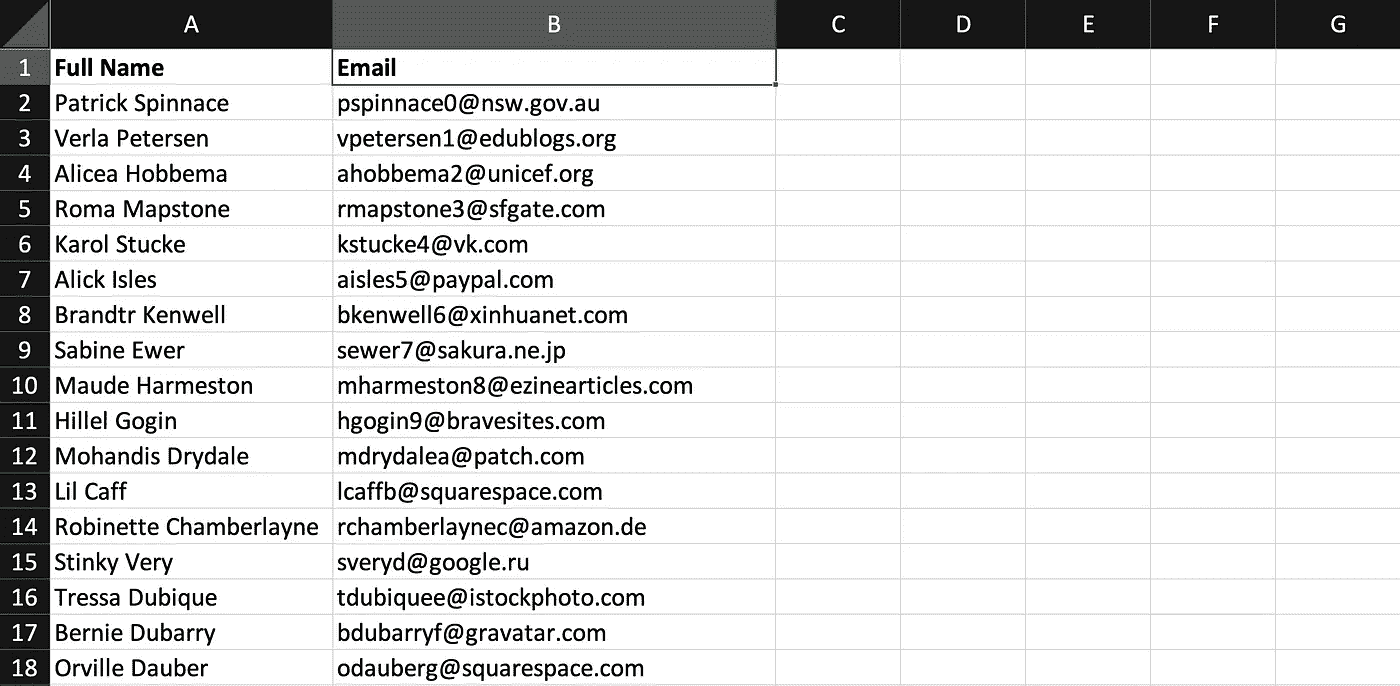 A B C D E F G
1 Full Name Email
2 Patrick Spinnace pspinnace0@nsw.gov.au
3 Verla Petersen vpetersen1@edublogs.org
4 Alicea Hobbema ahobbema2@unicef.org
5 Roma Mapstone rmapstone3@sfgate.com
6 Karol Stucke kstucke4@vk.com
7 Alick Isles aisles5@paypal.com
8 Brandtr Kenwell bkenwell6@xinhuanet.com
9 Sabine Ewer sewer7@sakura.ne.jp
10 Maude Harmeston mharmeston8@ezinearticles.com
11 Hillel Gogin hgogin9@bravesites.com
12 Mohandis Drydale mdrydalea@patch.com
13 Lil Caff lcaffb@squarespace.com
14 Robinette Chamberlayne rchamberlaynec@amazon.de
15 Stinky Very sveryd@google.ru
16 Tressa Dubique tdubiquee@istockphoto.com
17 Bernie Dubarry bdubarryf@gravatar.com
18 Orville Dauber odauberg@squarespace.com